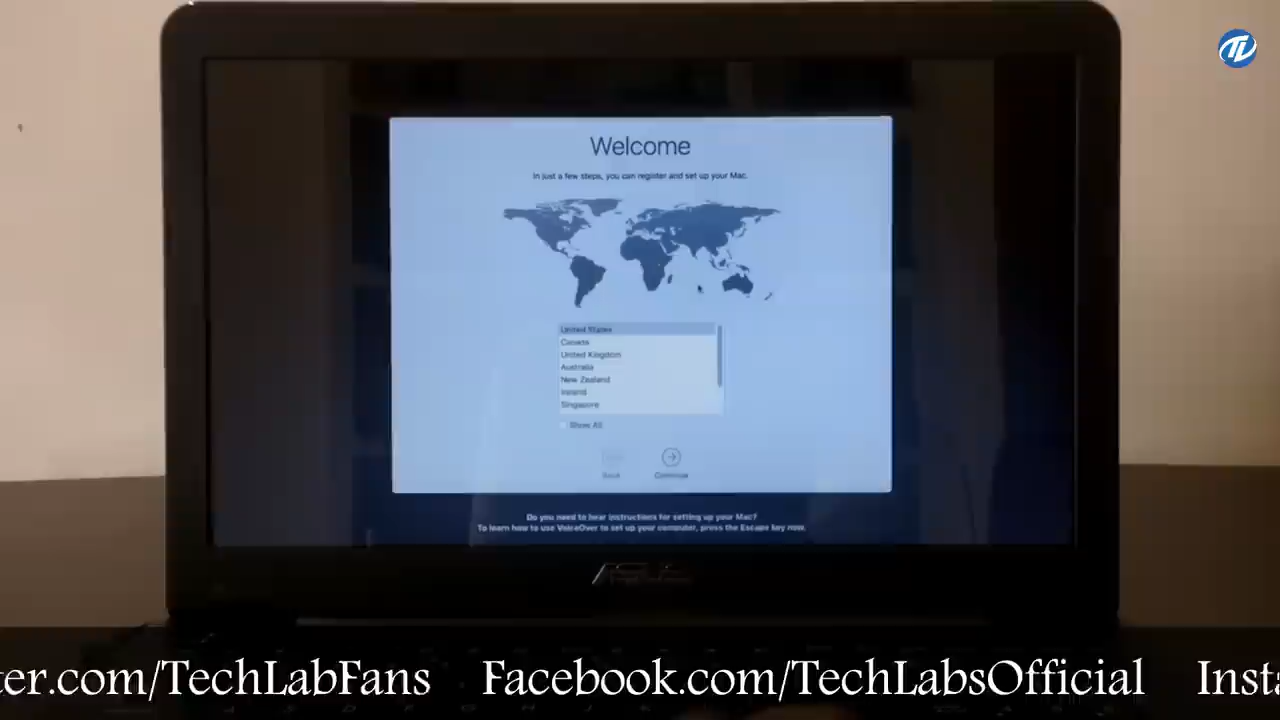 TL
Welcome
In just a few steps, you can register and set up your Mac.
United States
Canada
United Kingdom
Australia
New Zealand
Ireland
Singapore
Show All
Back
Continue
Do you need to hear instructions for setting up your Mac?
To learn how to use VoiceOver to set up your computer, press the Escape key now.
ASUS
ter.com/TechLabFans Facebook.com/TechLabsOfficial Insta